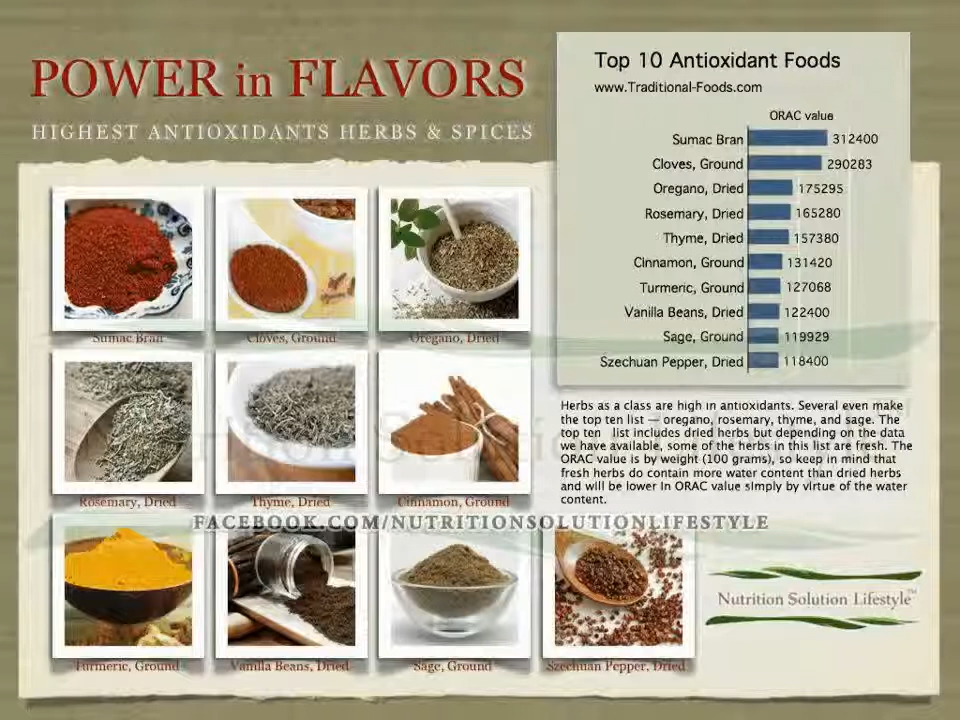 POWER in FLAVORS
HIGHEST ANTIOXIDANTS HERBS & SPICES
Top 10 Antioxidant Foods
www.Traditional-Foods.com
ORAC value
Sumac Bran 312400
Cloves, Ground 290283
Oregano, Dried 175295
Rosemary, Dried 165280
Thyme, Dried 157380
Cinnamon, Ground 131420
Turmeric, Ground 127068
Vanilla Beans, Dried 122400
Sage, Ground 119929
Szechuan Pepper, Dried 118400
Sumac Bran Cloves, Ground Oregano, Dried
Rosemary, Dried Thyme, Dried Cinnamon, Ground
Herbs as a class are high in antioxidants. Several even make
the top ten list — oregano, rosemary, thyme, and sage. The
top ten list includes dried herbs but depending on the data
we have available, some of the herbs in this list are fresh. The
ORAC value is by weight (100 grams), so keep in mind that
fresh herbs do contain more water content than dried herbs
and will be lower in ORAC value simply by virtue of the water
content.
FACEBOOK.COM/NUTRITIONSOLUTIONLIFESTYLE
Turmeric, Ground Vanilla Beans, Dried Sage, Ground Szechuan Pepper, Dried
Nutrition Solution Lifestyle™